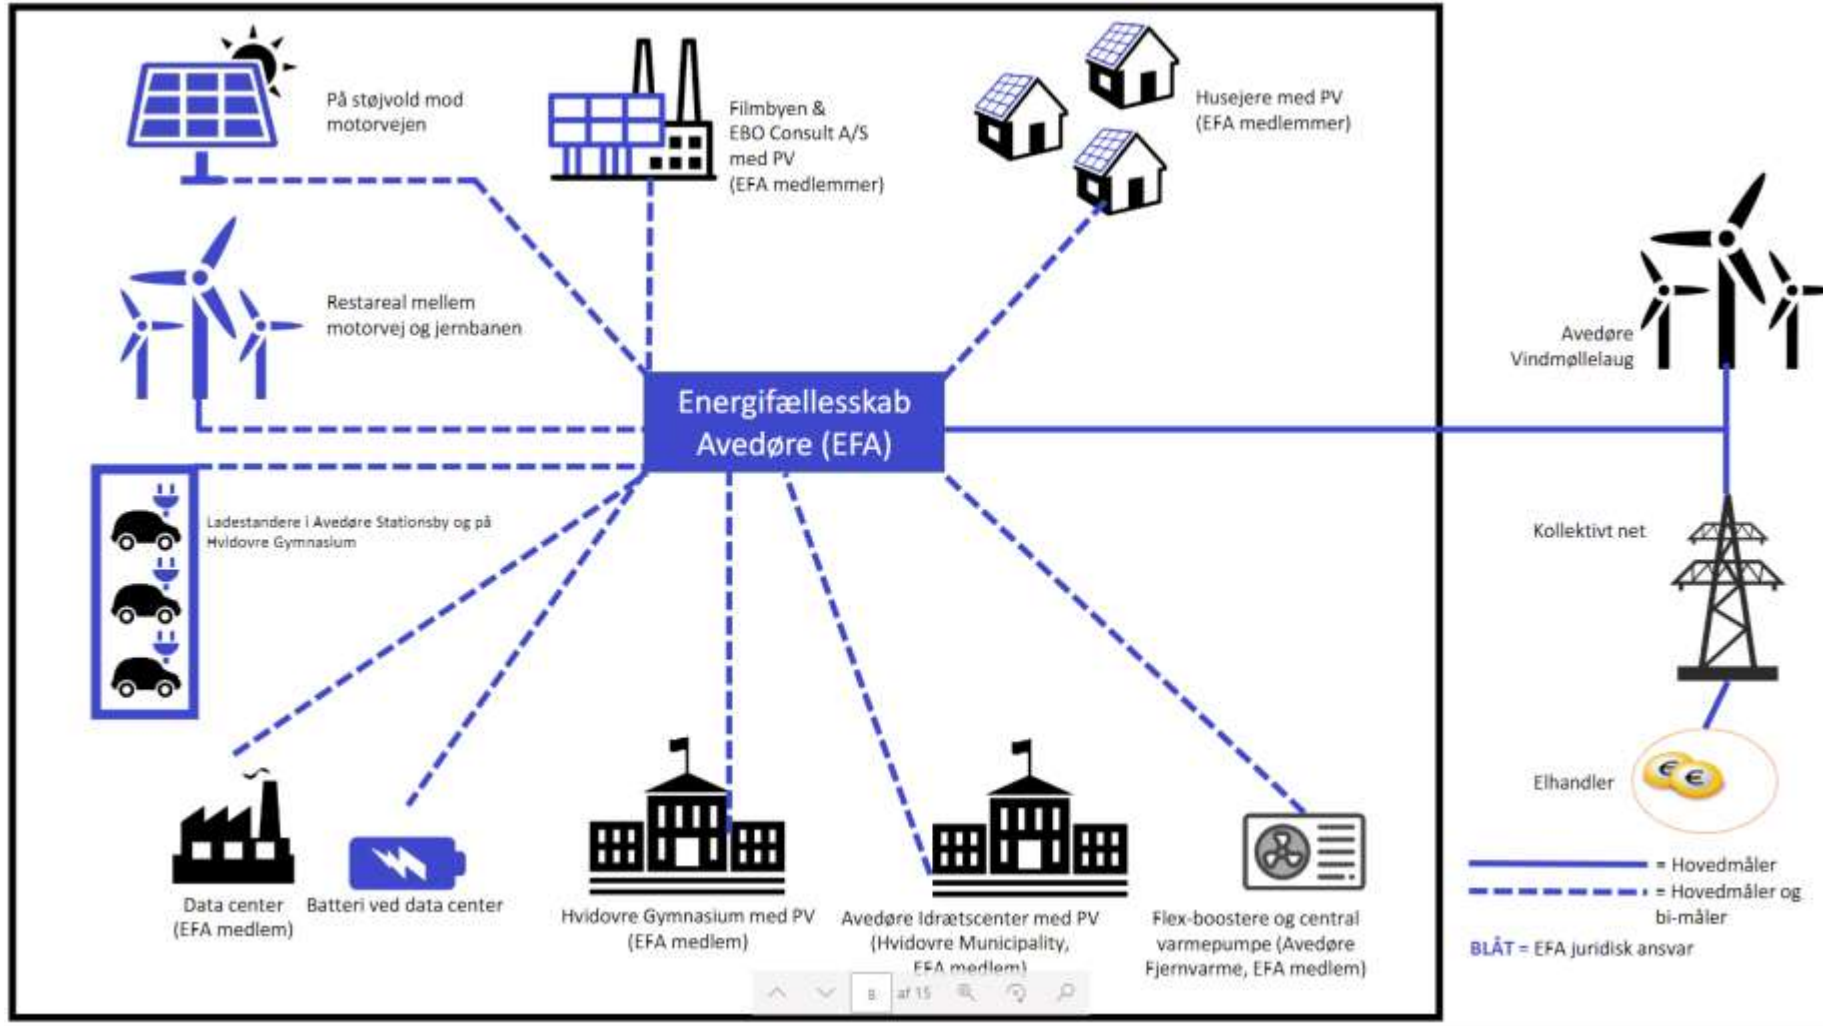 På støjvold mod
motorvejen
Filmbyen &
EBO Consult A/S
med PV
(EFA medlemmer)
Husejere med PV
(EFA medlemmer)
Restareal mellem
motorvej og jernbanen
Avedøre
Vindmøllelaug
Energifællesskab
Avedøre (EFA)
Ladestandere i Avedøre Stationsby og på
Hvidovre Gymnasium
Kollektivt net
Elhandler
€ €
= Hovedmåler
= Hovedmåler og
bi-måler
BLÅT = EFA juridisk ansvar
Data center
(EFA medlem)
Batteri ved data center
Hvidovre Gymnasium med PV
(EFA medlem)
Avedøre Idrætscenter med PV
(Hvidovre Municipality,
EFA medlem)
Flex-boostere og central
varmepumpe (Avedøre
Fjernvarme, EFA medlem)
8 af 15